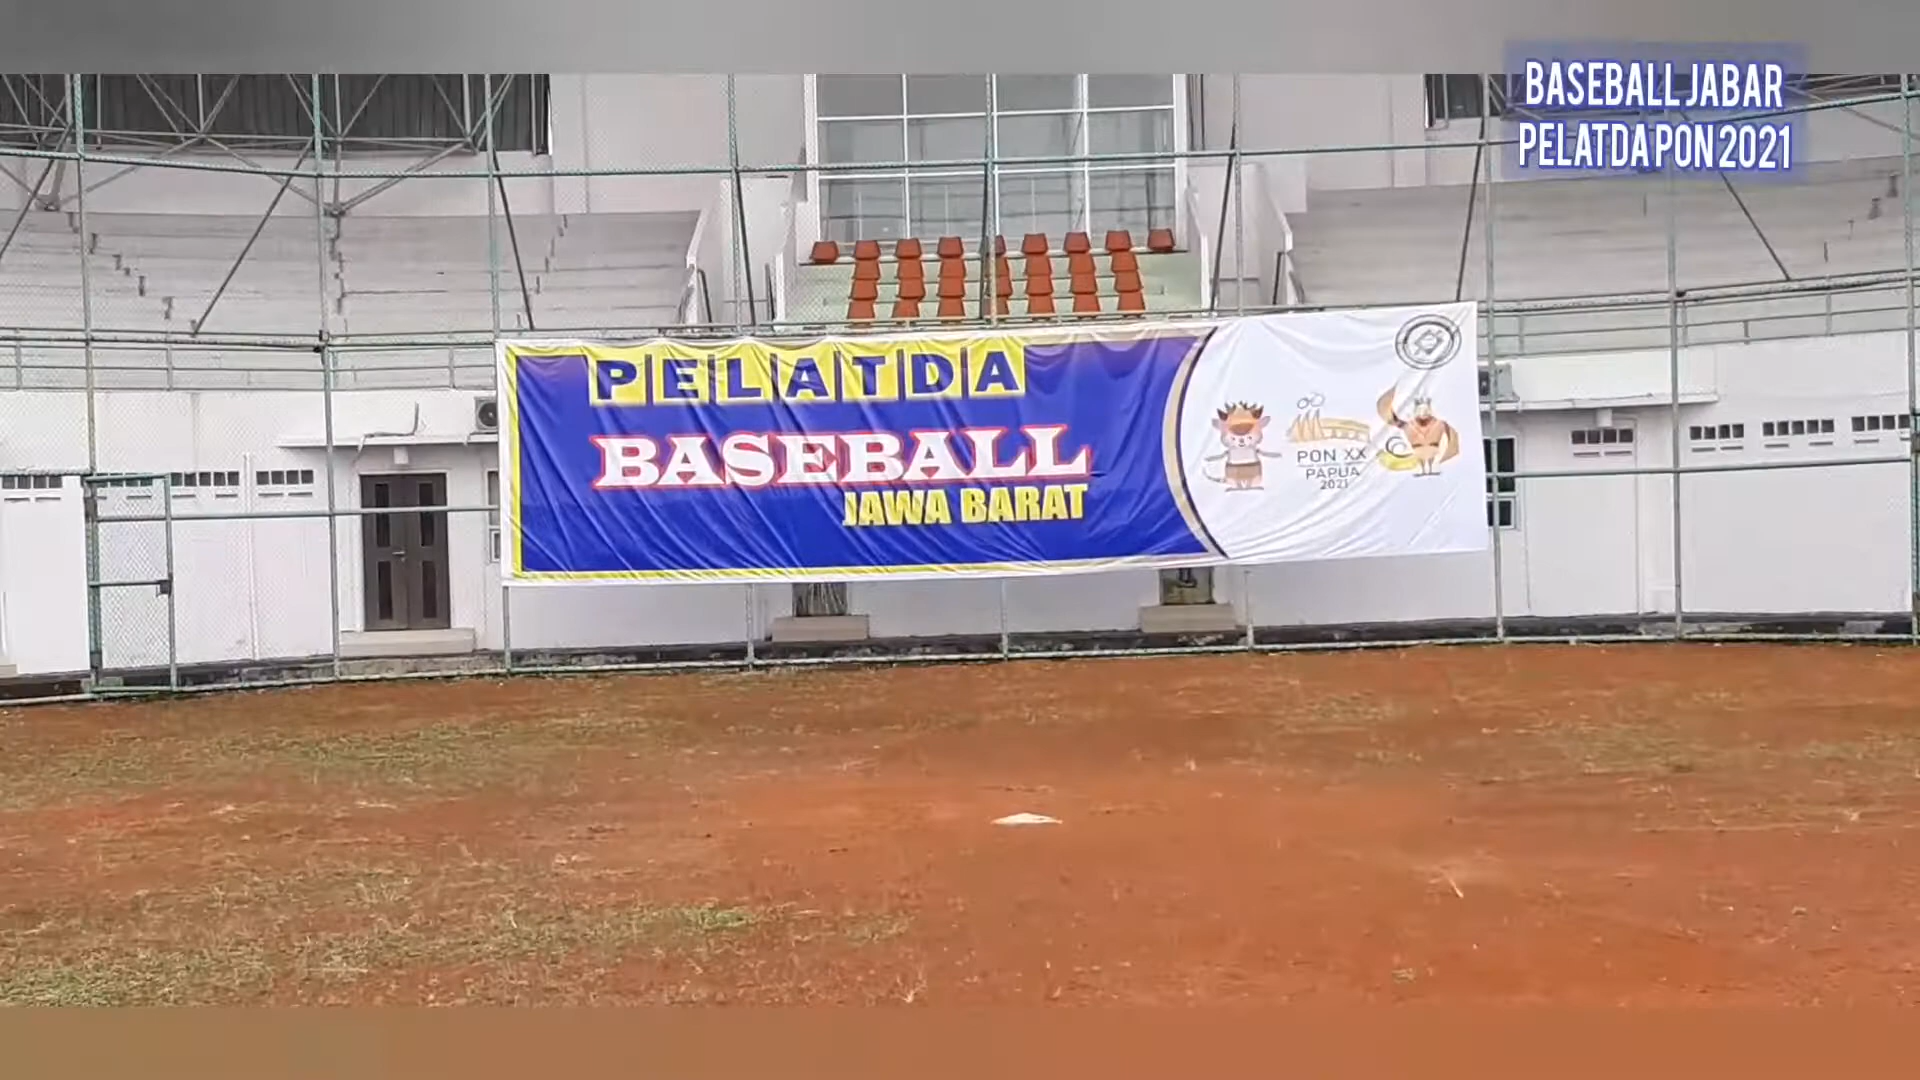 BASEBALL JABAR
PELATDA PON 2021
PELATDA
BASEBALL
JAWA BARAT
PON XX
PAPUA
2021